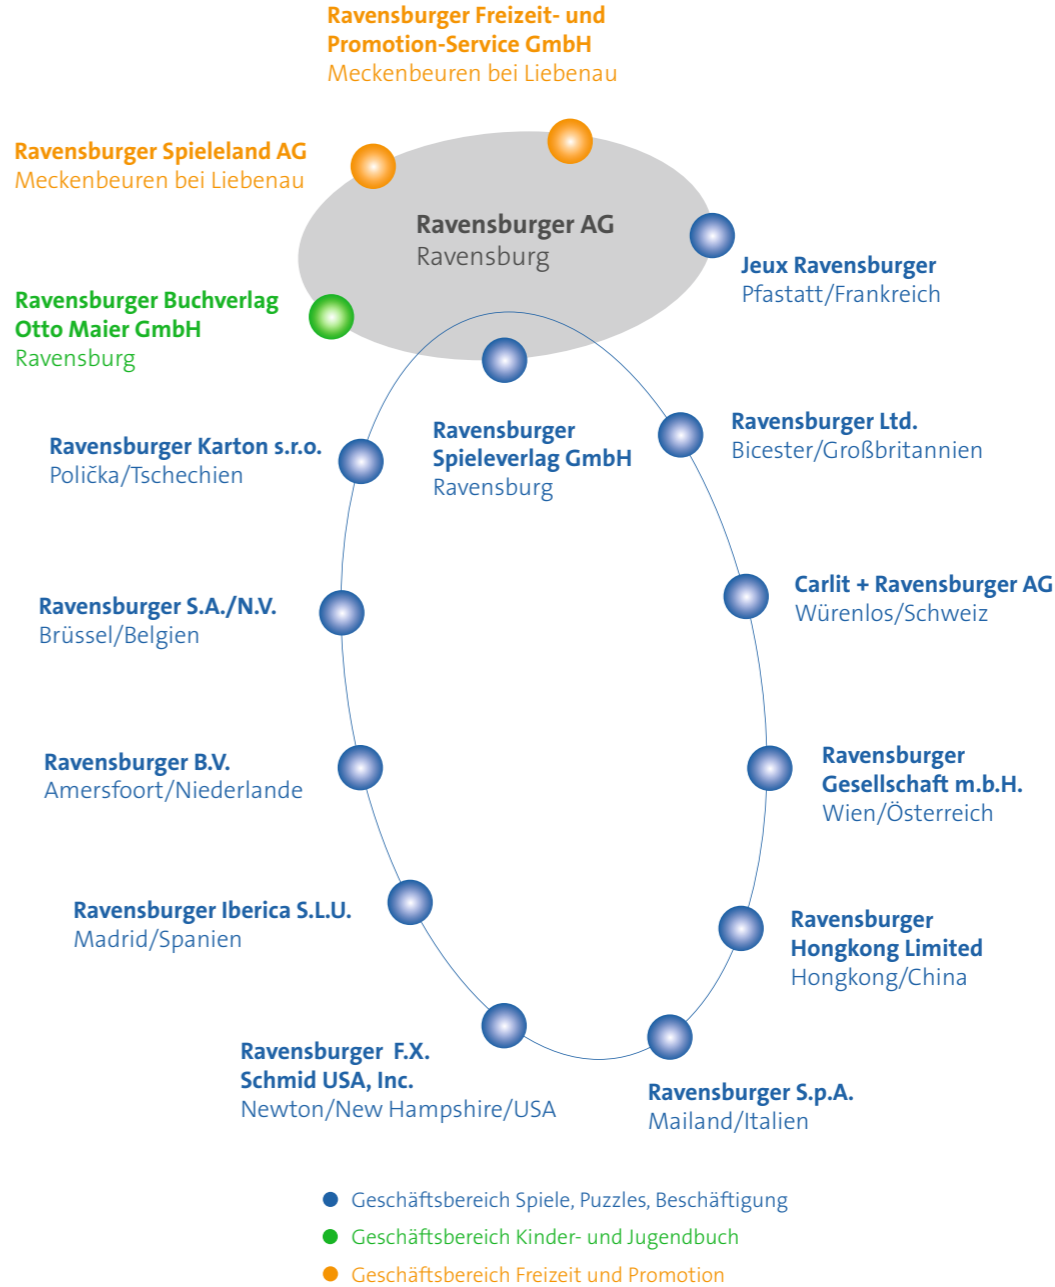 Ravensburger Freizeit- und
Promotion-Service GmbH
Meckenbeuren bei Liebenau
Ravensburger Spieleland AG
Meckenbeuren bei Liebenau
Ravensburger AG
Ravensburg
Jeux Ravensburger
Pfastatt/Frankreich
Ravensburger Buchverlag
Otto Maier GmbH
Ravensburg
Ravensburger Karton s.r.o.
Polička/Tschechien
Ravensburger
Spieleverlag GmbH
Ravensburg
Ravensburger Ltd.
Bicester/Großbritannien
Ravensburger S.A./N.V.
Brüssel/Belgien
Carlit + Ravensburger AG
Würenlos/Schweiz
Ravensburger B.V.
Amersfoort/Niederlande
Ravensburger
Gesellschaft m.b.H.
Wien/Österreich
Ravensburger Iberica S.L.U.
Madrid/Spanien
Ravensburger
Hongkong Limited
Hongkong/China
Ravensburger F.X.
Schmid USA, Inc.
Newton/New Hampshire/USA
Ravensburger S.p.A.
Mailand/Italien
Geschäftsbereich Spiele, Puzzles, Beschäftigung
Geschäftsbereich Kinder- und Jugendbuch
Geschäftsbereich Freizeit und Promotion